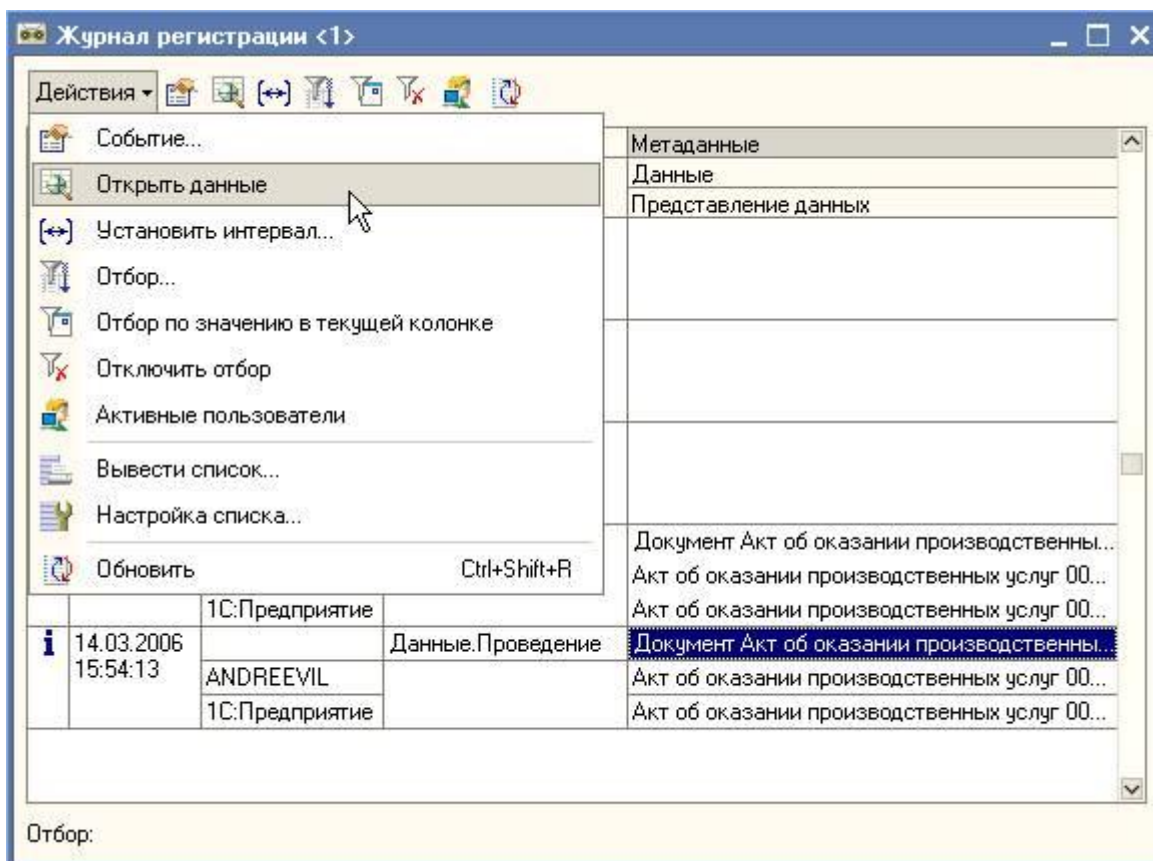 Журнал регистрации <1>
Действия
Событие...
Открыть данные
Установить интервал...
Отбор...
Отбор по значению в текущей колонке
Отключить отбор
Активные пользователи
Вывести список...
Настройка списка...
Обновить Ctrl+Shift+R
Метаданные
Данные
Представление данных
Документ Акт об оказании производственны...
Акт об оказании производственных услуг 00...
1С:Предприятие Акт об оказании производственных услуг 00...
14.03.2006 Данные.Проведение Документ Акт об оказании производственны...
15:54:13 ANDREEVIL Акт об оказании производственных услуг 00...
1С:Предприятие Акт об оказании производственных услуг 00...
Отбор: